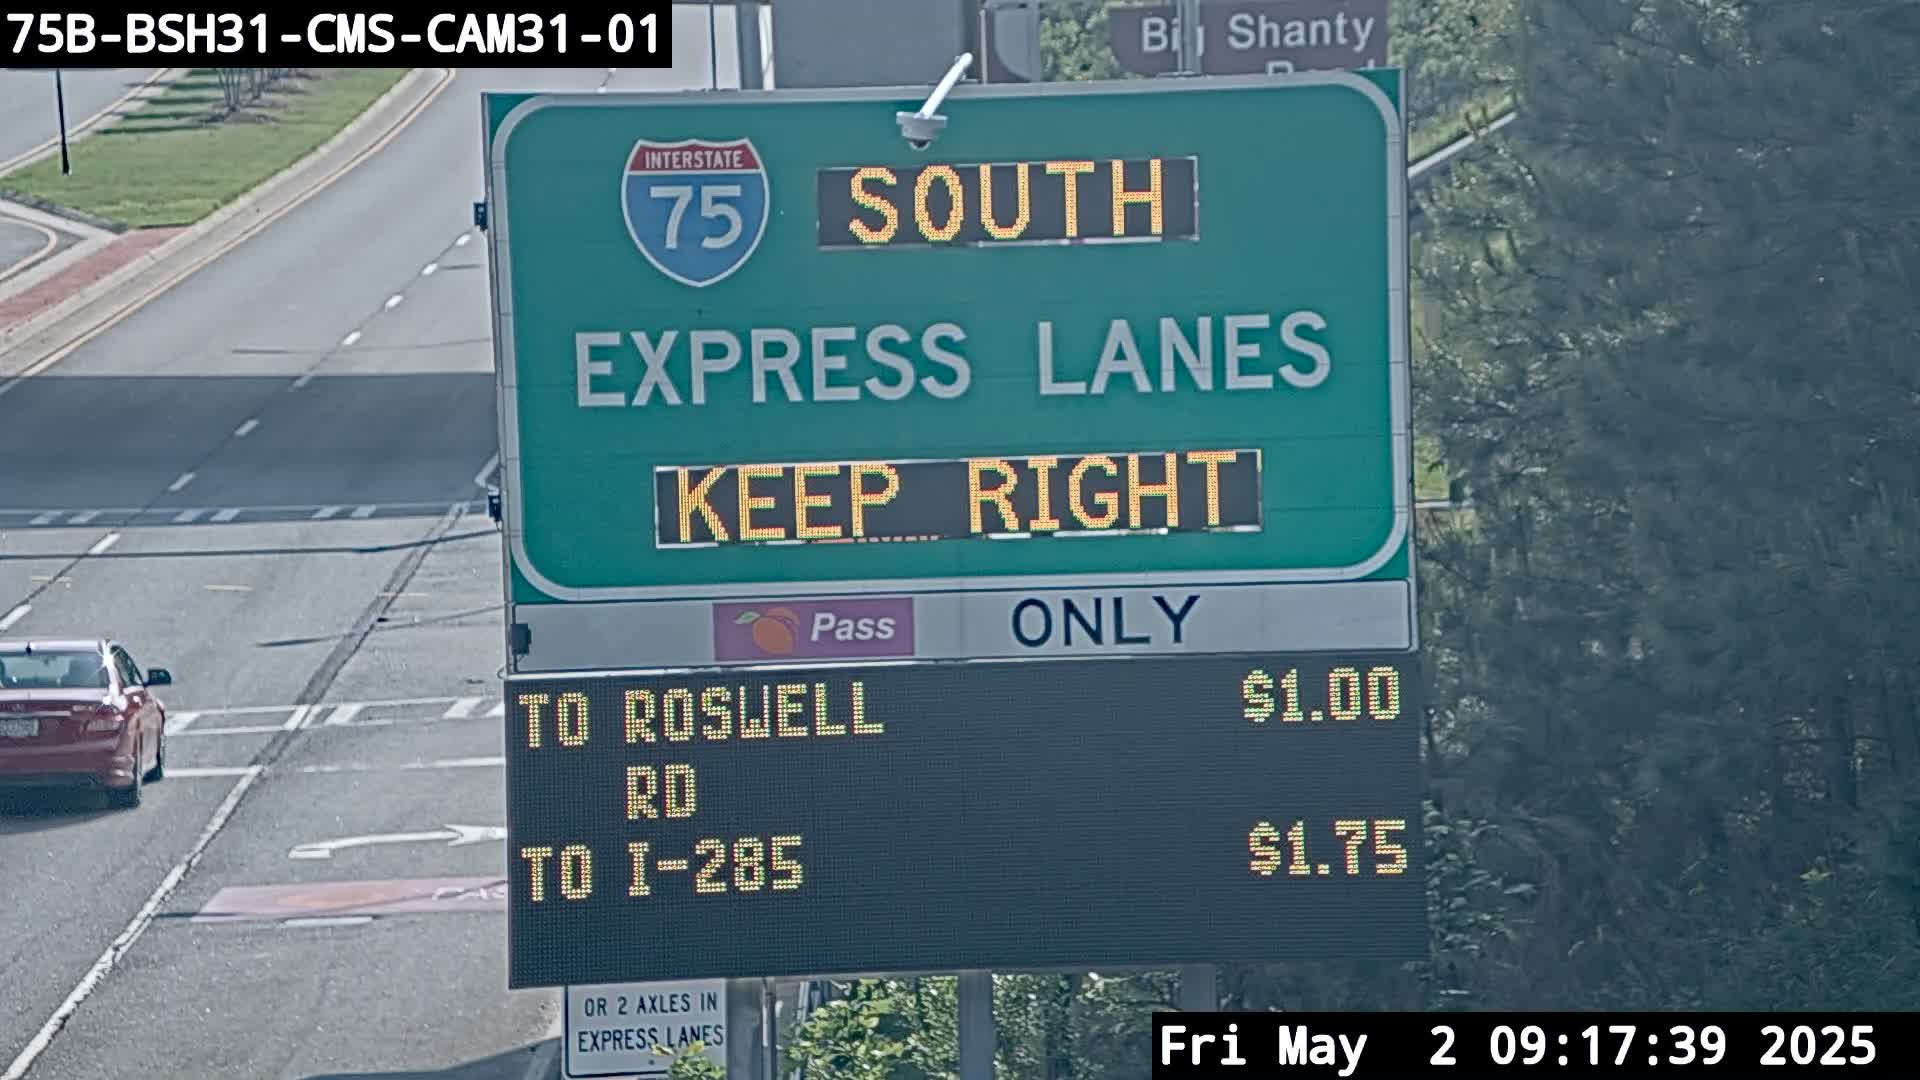 75B-BSH31-CMS-CAM31-01
Big Shanty
INTERSTATE
75
SOUTH
EXPRESS LANES
KEEP RIGHT
Pass ONLY
TO ROSWELL $1.00
RD
TO I-285 $1.75
OR 2 AXLES IN
EXPRESS LANES
Fri May 2 09:17:39 2025